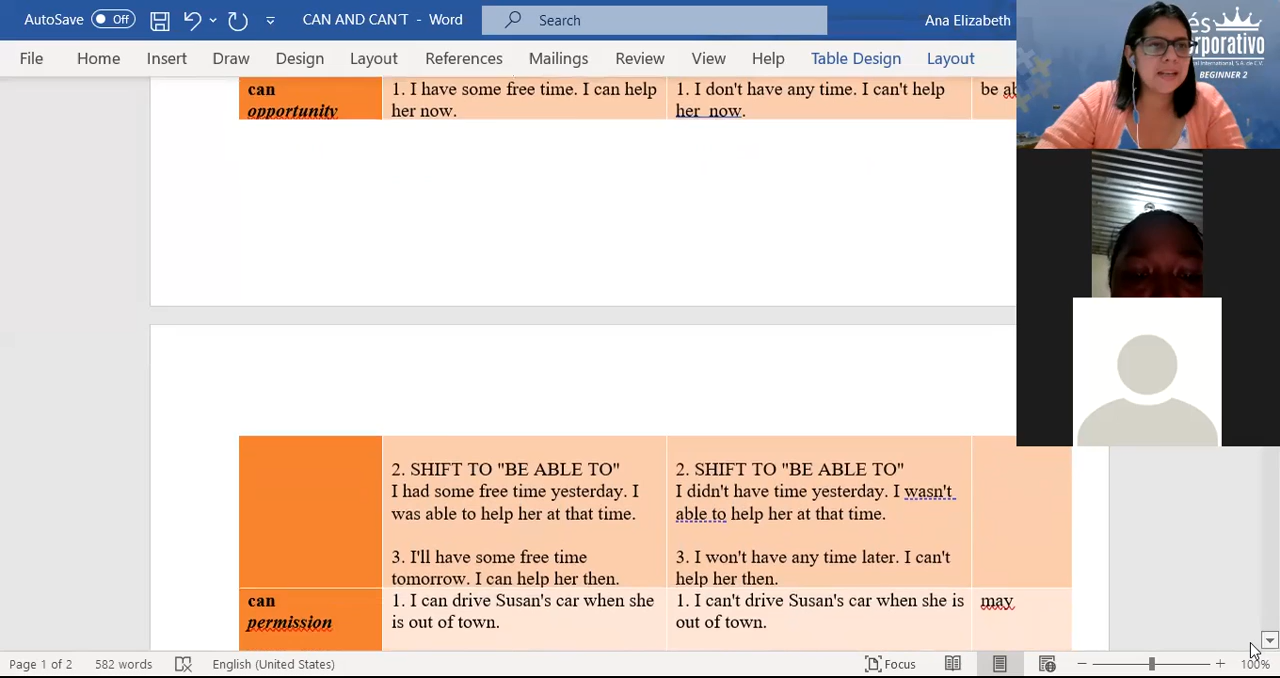 AutoSave Off CAN AND CAN'T - Word Search Ana Elizabeth
File Home Insert Draw Design Layout References Mailings Review View Help Table Design Layout
BEGINNER 2
can
opportunity
1. I have some free time. I can help
her now.
1. I don't have any time. I can't help
her now.
2. SHIFT TO "BE ABLE TO"
I had some free time yesterday. I
was able to help her at that time.
3. I'll have some free time
tomorrow. I can help her then.
2. SHIFT TO "BE ABLE TO"
I didn't have time yesterday. I wasn't
able to help her at that time.
3. I won't have any time later. I can't
help her then.
can
permission
1. I can drive Susan's car when she
is out of town.
1. I can't drive Susan's car when she is
out of town.
may
Page 1 of 2 582 words English (United States) Focus 100%